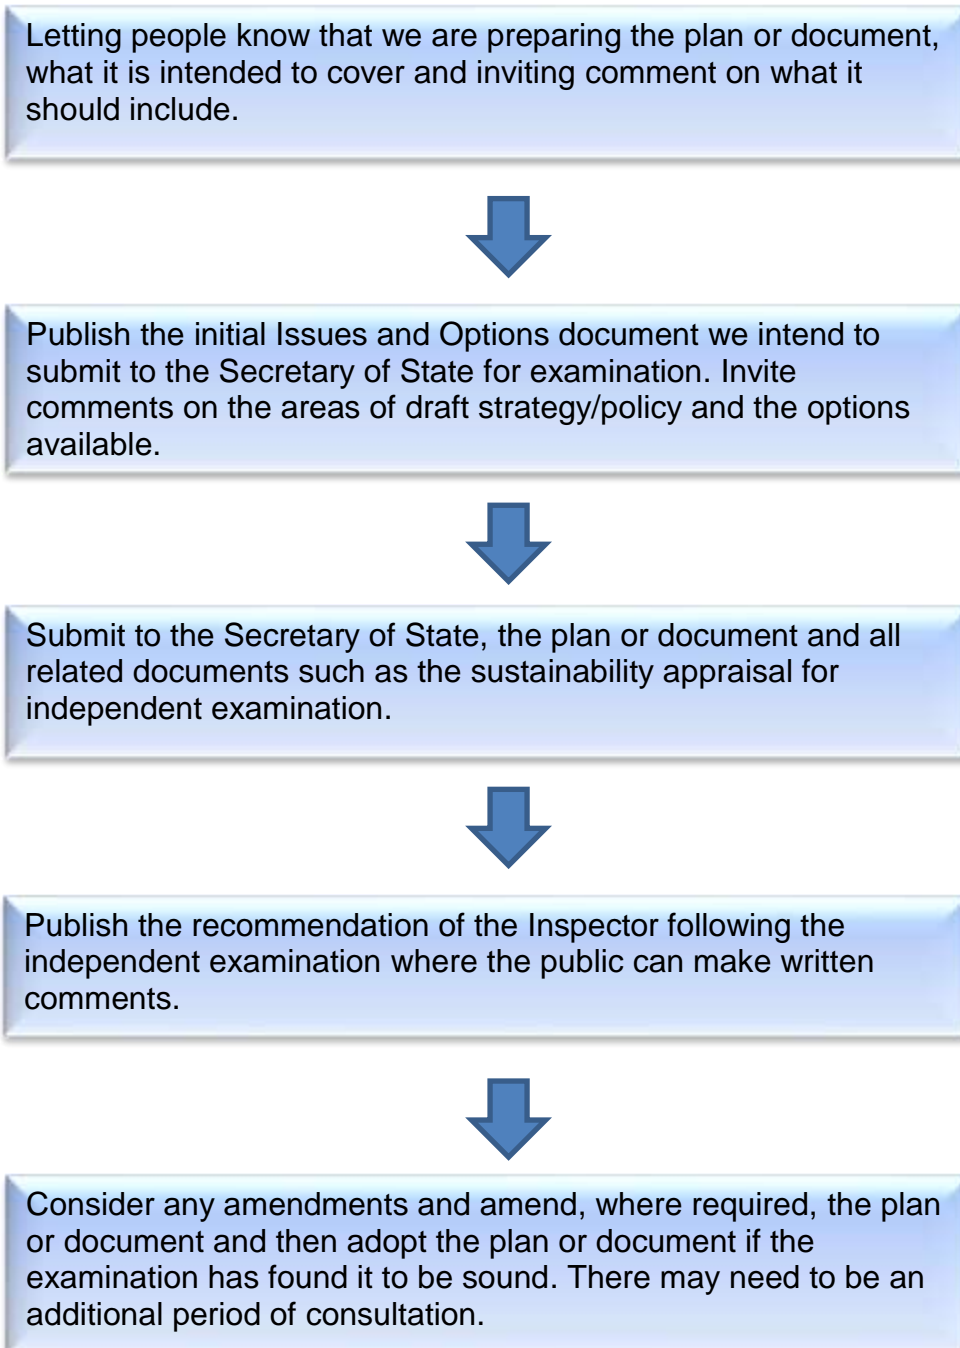 Letting people know that we are preparing the plan or document,
what it is intended to cover and inviting comment on what it
should include.
Publish the initial Issues and Options document we intend to
submit to the Secretary of State for examination. Invite
comments on the areas of draft strategy/policy and the options
available.
Submit to the Secretary of State, the plan or document and all
related documents such as the sustainability appraisal for
independent examination.
Publish the recommendation of the Inspector following the
independent examination where the public can make written
comments.
Consider any amendments and amend, where required, the plan
or document and then adopt the plan or document if the
examination has found it to be sound. There may need to be an
additional period of consultation.